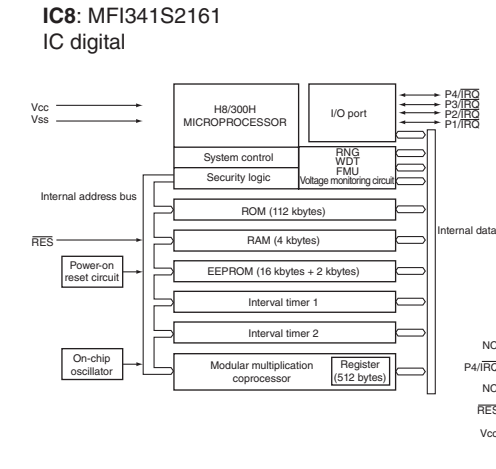 IC8: MFI341S2161
IC digital
Vcc
Vss
H8/300H
MICROPROCESSOR
I/O port
P4/IRQ
P3/IRQ
P2/IRQ
P1/IRQ
System control
Security logic
RNG
WDT
FMU
Voltage monitoring circuit
Internal address bus
Internal data
ROM (112 kbytes)
RES
RAM (4 kbytes)
Power-on
reset circuit
EEPROM (16 kbytes + 2 kbytes)
Interval timer 1
Interval timer 2
On-chip
oscillator
Modular multiplication
coprocessor
Register
(512 bytes)
NC
P4/IRQ
NC
RES
Vcc